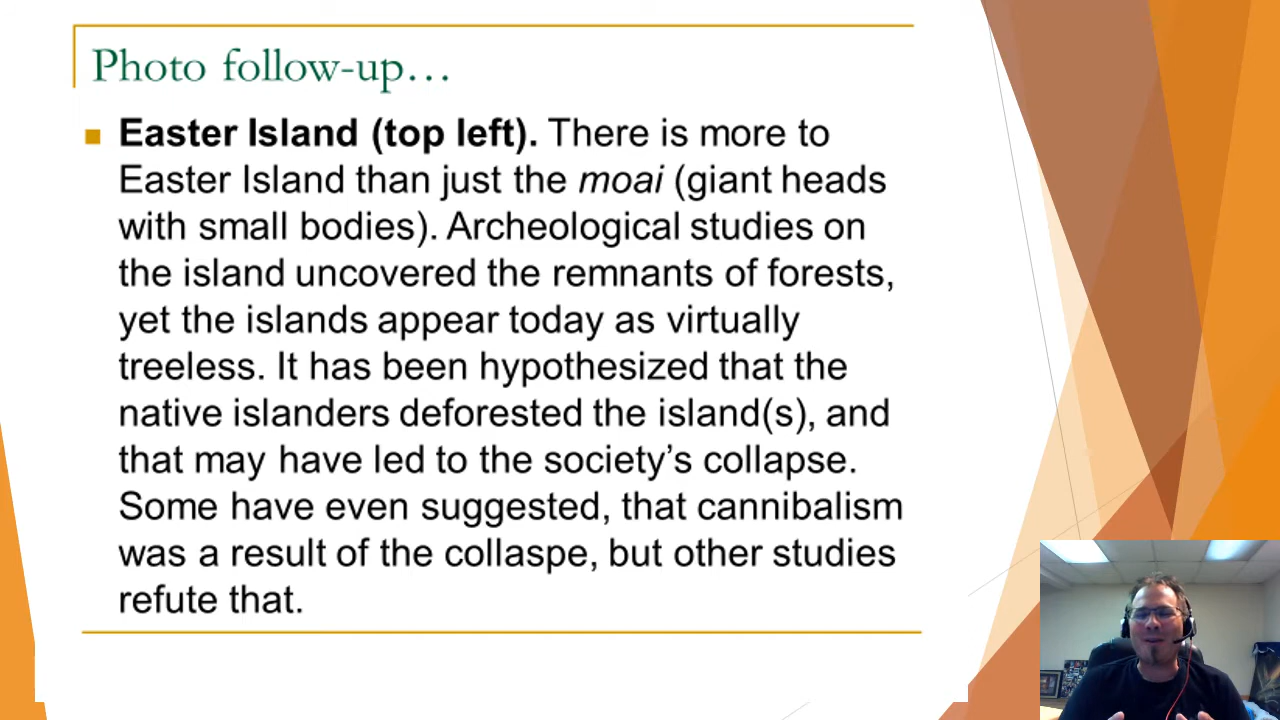 Photo follow-up…
Easter Island (top left). There is more to
Easter Island than just the moai (giant heads
with small bodies). Archeological studies on
the island uncovered the remnants of forests,
yet the islands appear today as virtually
treeless. It has been hypothesized that the
native islanders deforested the island(s), and
that may have led to the society’s collapse.
Some have even suggested, that cannibalism
was a result of the collaspe, but other studies
refute that.